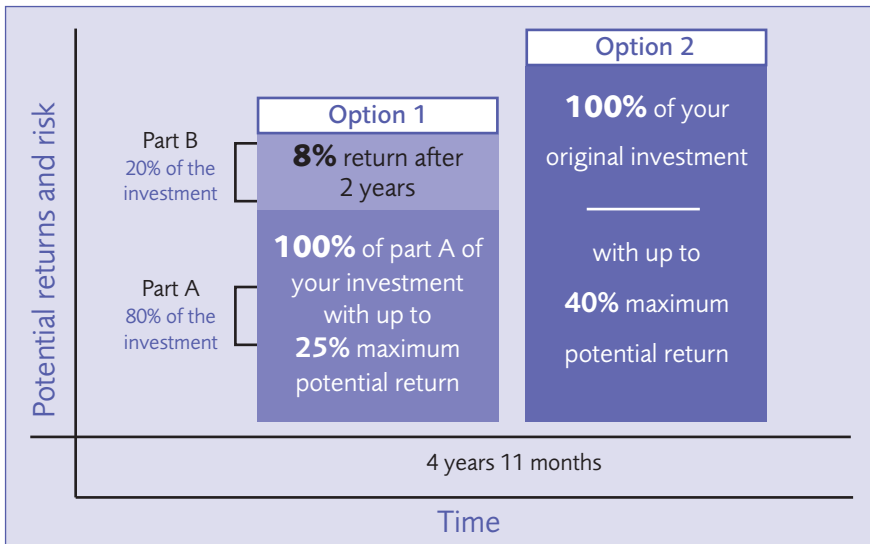 Potential returns and risk
Part B
20% of the
investment
Part A
80% of the
investment
Option 1
8% return after
2 years
100% of part A of
your investment
with up to
25% maximum
potential return
Option 2
100% of your
original investment
with up to
40% maximum
potential return
4 years 11 months
Time